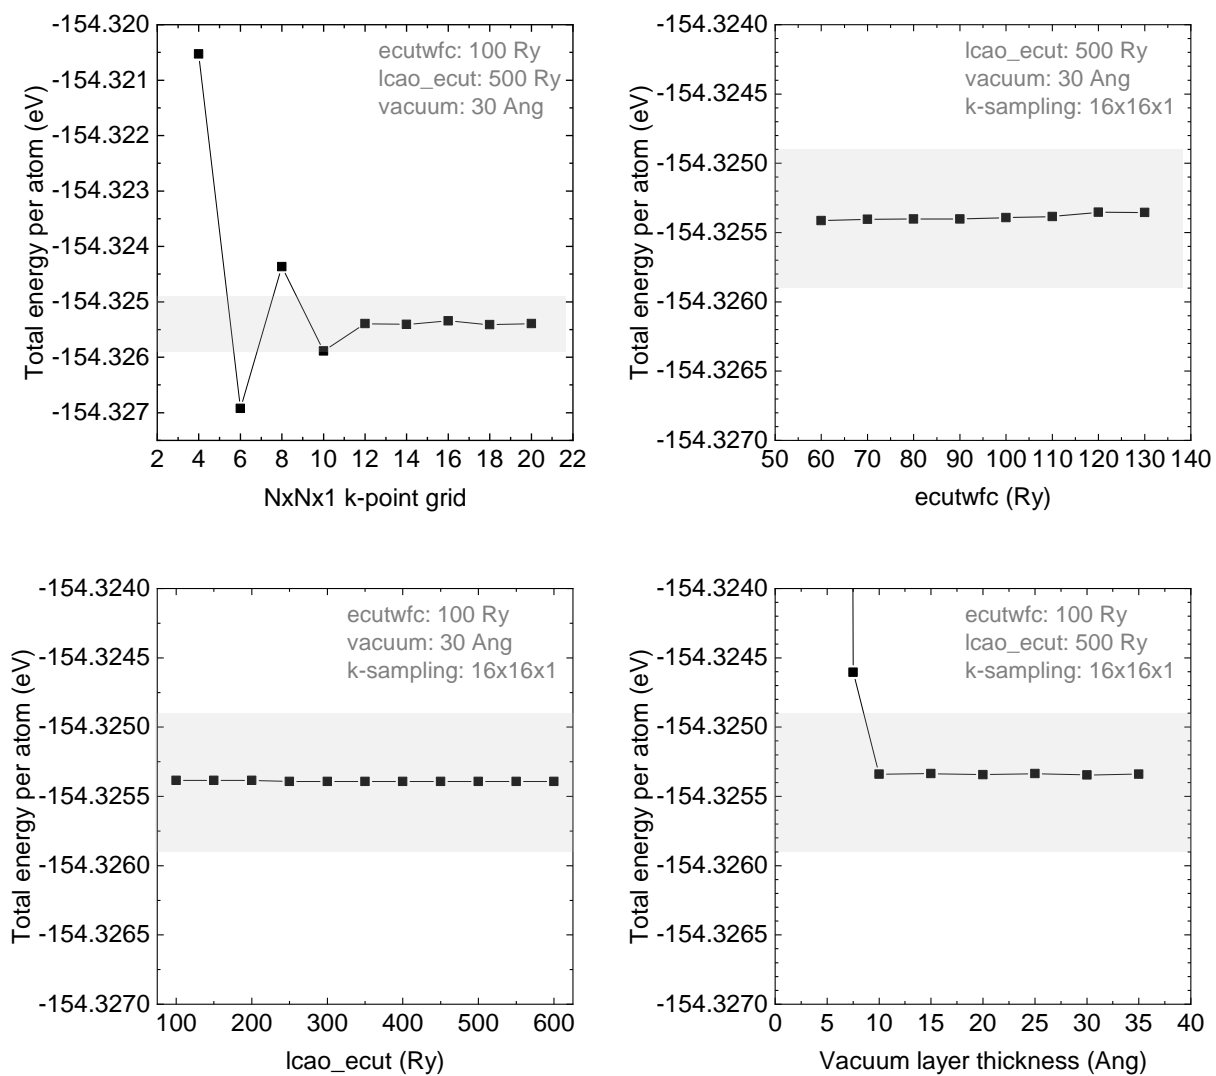 -154.320
-154.321
-154.322
-154.323
-154.324
-154.325
-154.326
-154.327
Total energy per atom (eV)
ecutwfc: 100 Ry
lcao_ecut: 500 Ry
vacuum: 30 Ang
2 4 6 8 10 12 14 16 18 20 22
NxNx1 k-point grid
-154.3240
-154.3245
-154.3250
-154.3255
-154.3260
-154.3265
-154.3270
Total energy per atom (eV)
lcao_ecut: 500 Ry
vacuum: 30 Ang
k-sampling: 16x16x1
50 60 70 80 90 100 110 120 130 140
ecutwfc (Ry)
-154.3240
-154.3245
-154.3250
-154.3255
-154.3260
-154.3265
-154.3270
Total energy per atom (eV)
ecutwfc: 100 Ry
vacuum: 30 Ang
k-sampling: 16x16x1
100 200 300 400 500 600
lcao_ecut (Ry)
-154.3240
-154.3245
-154.3250
-154.3255
-154.3260
-154.3265
-154.3270
Total energy per atom (eV)
ecutwfc: 100 Ry
lcao_ecut: 500 Ry
k-sampling: 16x16x1
0 5 10 15 20 25 30 35 40
Vacuum layer thickness (Ang)